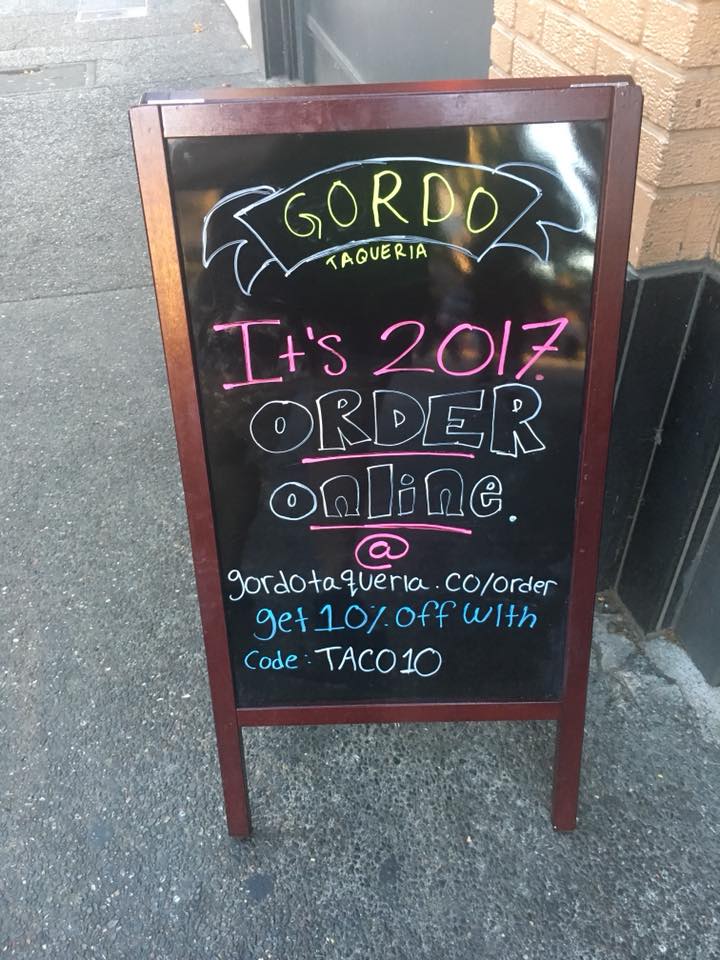 GORDO
TAQUERIA
It's 2017.
ORDER
online.
@
gordotaqueria.co/order
get 10% off with
Code: TACO10